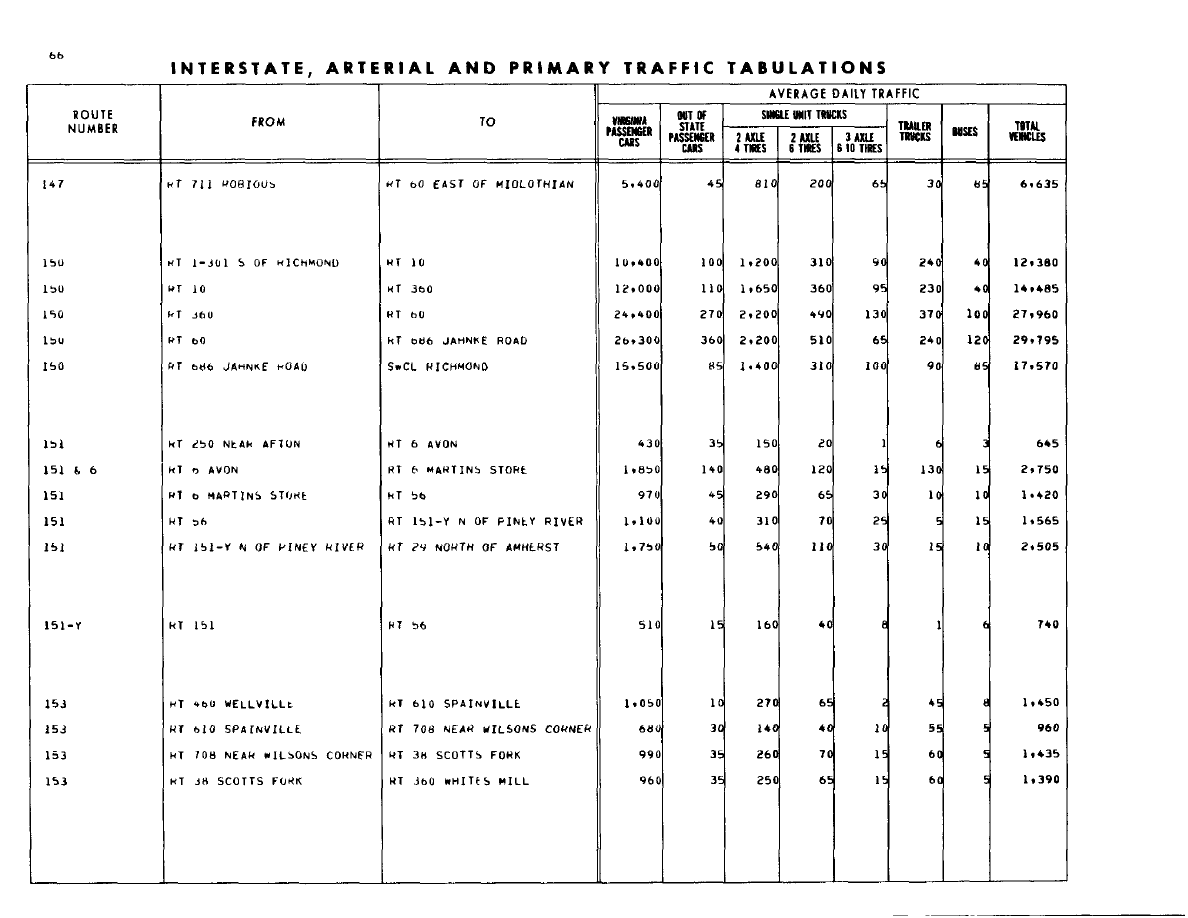 66
INTERSTATE, ARTERIAL AND PRIMARY TRAFFIC TABULATIONS
AVERAGE DAILY TRAFFIC
ROUTE NUMBER FROM TO VIRGINIA PASSENGER CARS OUT OF STATE PASSENGER CARS SINGLE UNIT TRUCKS 2 AXLE 4 TIRES 2 AXLE 6 TIRES 3 AXLE 6 10 TIRES TRAILER TRUCKS BUSES TOTAL VEHICLES
147 RT 711 ROBIOUS RT 60 EAST OF MIDLOTHIAN 5,400 45 810 200 65 30 85 6,635
150 RT 1-301 S OF RICHMOND RT 10 10,400 100 1,200 310 90 240 40 12,380
150 RT 10 RT 360 12,000 110 1,650 360 95 230 40 14,485
150 RT 360 RT 60 24,400 270 2,200 490 130 370 100 27,960
150 RT 60 RT 686 JAHNKE ROAD 26,300 360 2,200 510 65 240 120 29,795
150 RT 686 JAHNKE ROAD SWCL RICHMOND 15,500 85 1,400 310 100 90 85 17,570
151 RT 250 NEAR AFTON RT 6 AVON 430 35 150 20 1 6 3 645
151 & 6 RT 6 AVON RT 6 MARTINS STORE 1,850 140 480 120 15 130 15 2,750
151 RT 6 MARTINS STORE RT 56 970 45 290 65 30 10 10 1,420
151 RT 56 RT 151-Y N OF PINEY RIVER 1,100 40 310 70 25 5 15 1,565
151 RT 151-Y N OF PINEY RIVER RT 29 NORTH OF AMHERST 1,750 50 540 110 30 15 10 2,505
151-Y RT 151 RT 56 510 15 160 40 8 1 6 740
153 RT 460 WELLVILLE RT 610 SPAINVILLE 1,050 10 270 65 2 45 8 1,450
153 RT 610 SPAINVILLE RT 708 NEAR WILSONS CORNER 680 30 140 40 10 55 5 960
153 RT 708 NEAR WILSONS CORNER RT 38 SCOTTS FORK 990 35 260 70 15 60 5 1,435
153 RT 38 SCOTTS FORK RT 360 WHITES MILL 960 35 250 65 15 60 5 1,390